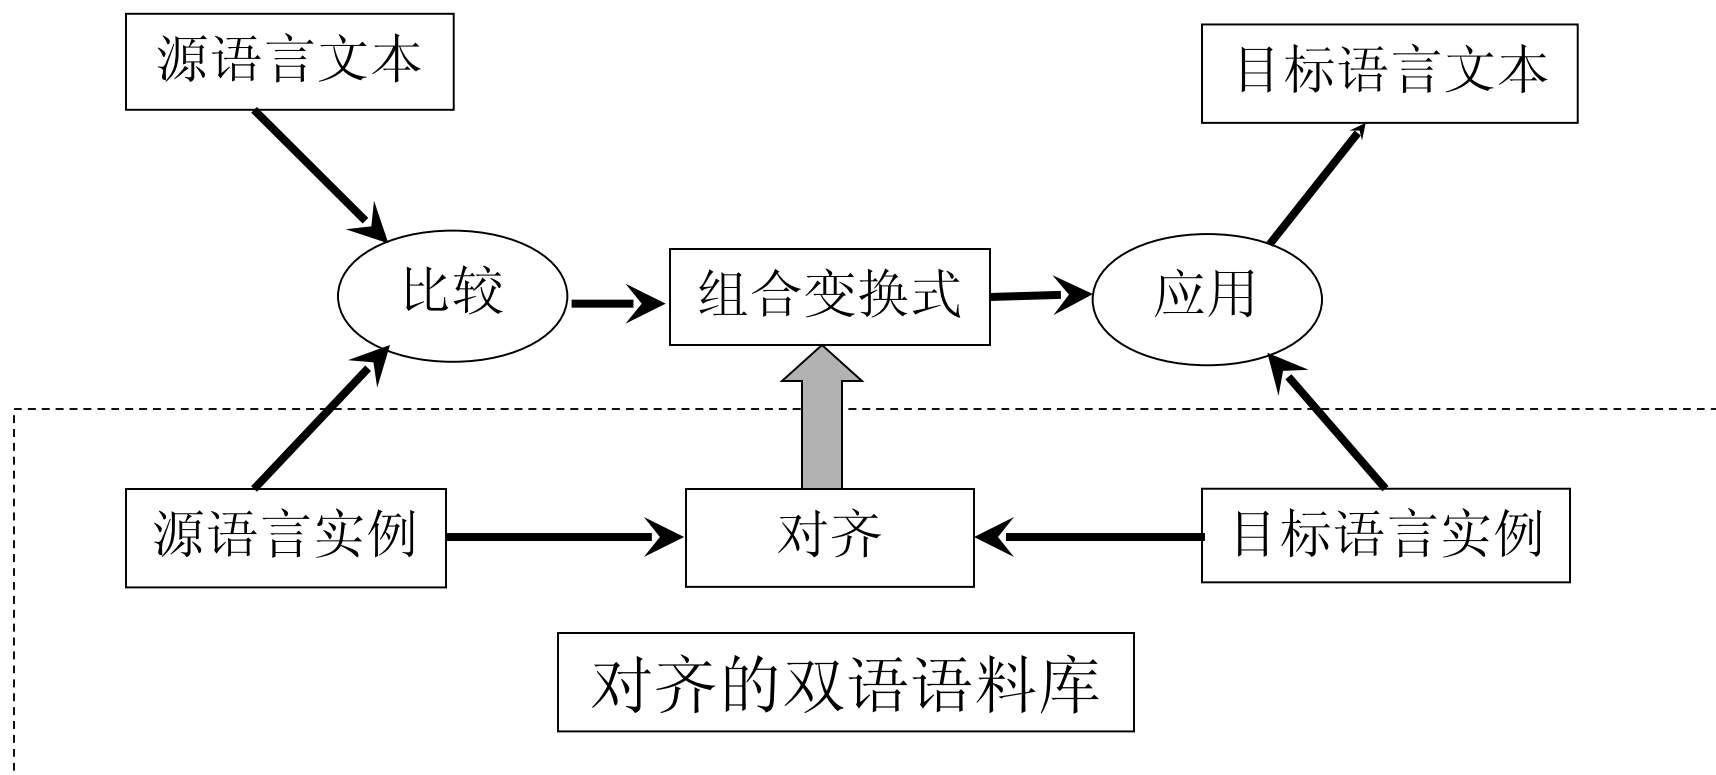 源语言文本
目标语言文本
比较
组合变换式
应用
源语言实例
对齐
目标语言实例
对齐的双语语料库